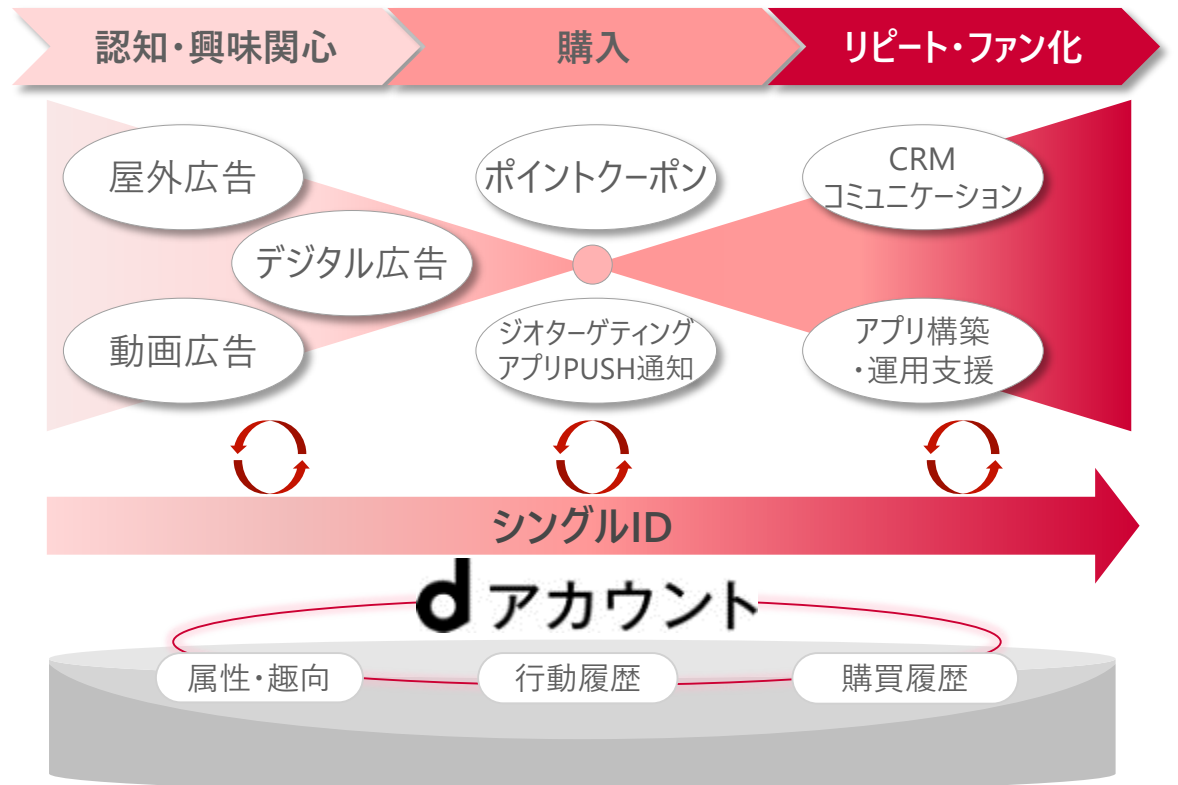 認知・興味関心
購入
リピート・ファン化
屋外広告
ポイントクーポン
CRM
コミュニケーション
デジタル広告
動画広告
ジオターゲティング
アプリPUSH通知
アプリ構築
・運用支援
シングルID
dアカウント
属性・趣向
行動履歴
購買履歴